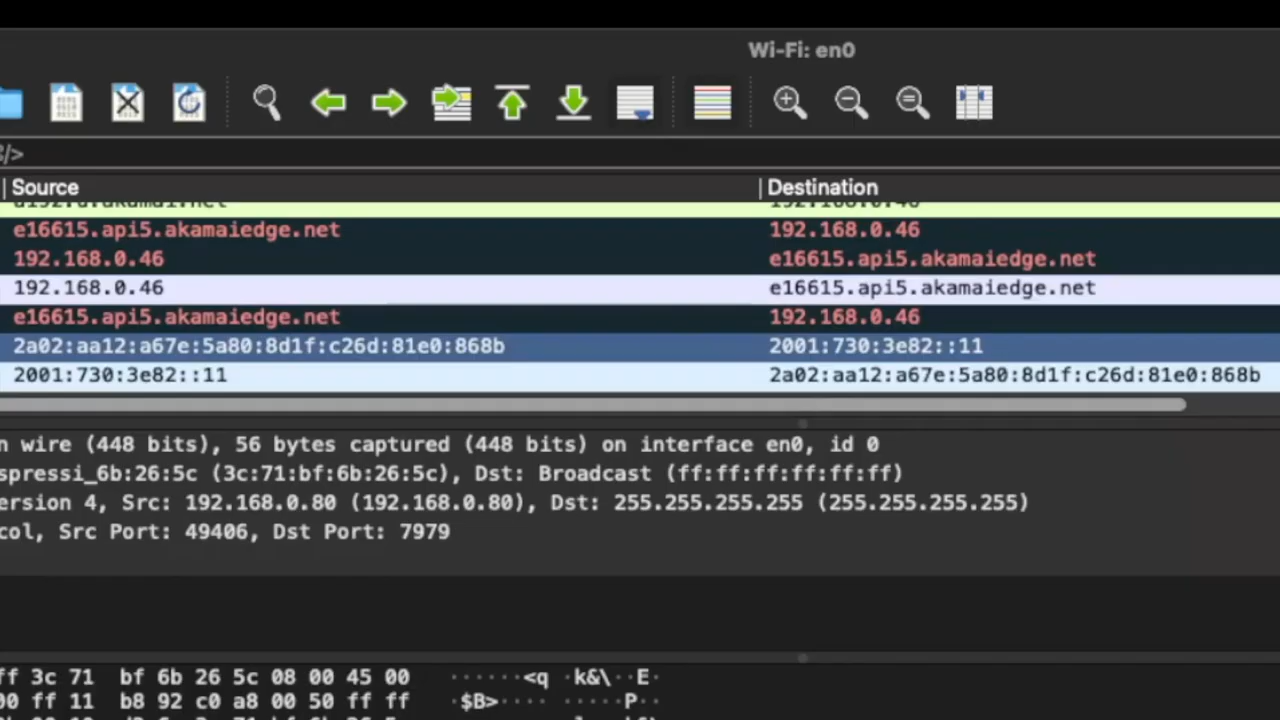 Wi-Fi: en0
/>
Source Destination
192.168.0.46
e16615.api5.akamaiedge.net 192.168.0.46
192.168.0.46 e16615.api5.akamaiedge.net
192.168.0.46 e16615.api5.akamaiedge.net
e16615.api5.akamaiedge.net 192.168.0.46
2a02:aa12:a67e:5a80:8d1f:c26d:81e0:868b 2001:730:3e82::11
2001:730:3e82::11 2a02:aa12:a67e:5a80:8d1f:c26d:81e0:868b
n wire (448 bits), 56 bytes captured (448 bits) on interface en0, id 0
spressi_6b:26:5c (3c:71:bf:6b:26:5c), Dst: Broadcast (ff:ff:ff:ff:ff:ff)
ersion 4, Src: 192.168.0.80 (192.168.0.80), Dst: 255.255.255.255 (255.255.255.255)
col, Src Port: 49406, Dst Port: 7979
ff 3c 71 bf 6b 26 5c 08 00 45 00 ······<q ·k&\··E·
00 ff 11 b8 92 c0 a8 00 50 ff ff ·$B>···· ·····P··